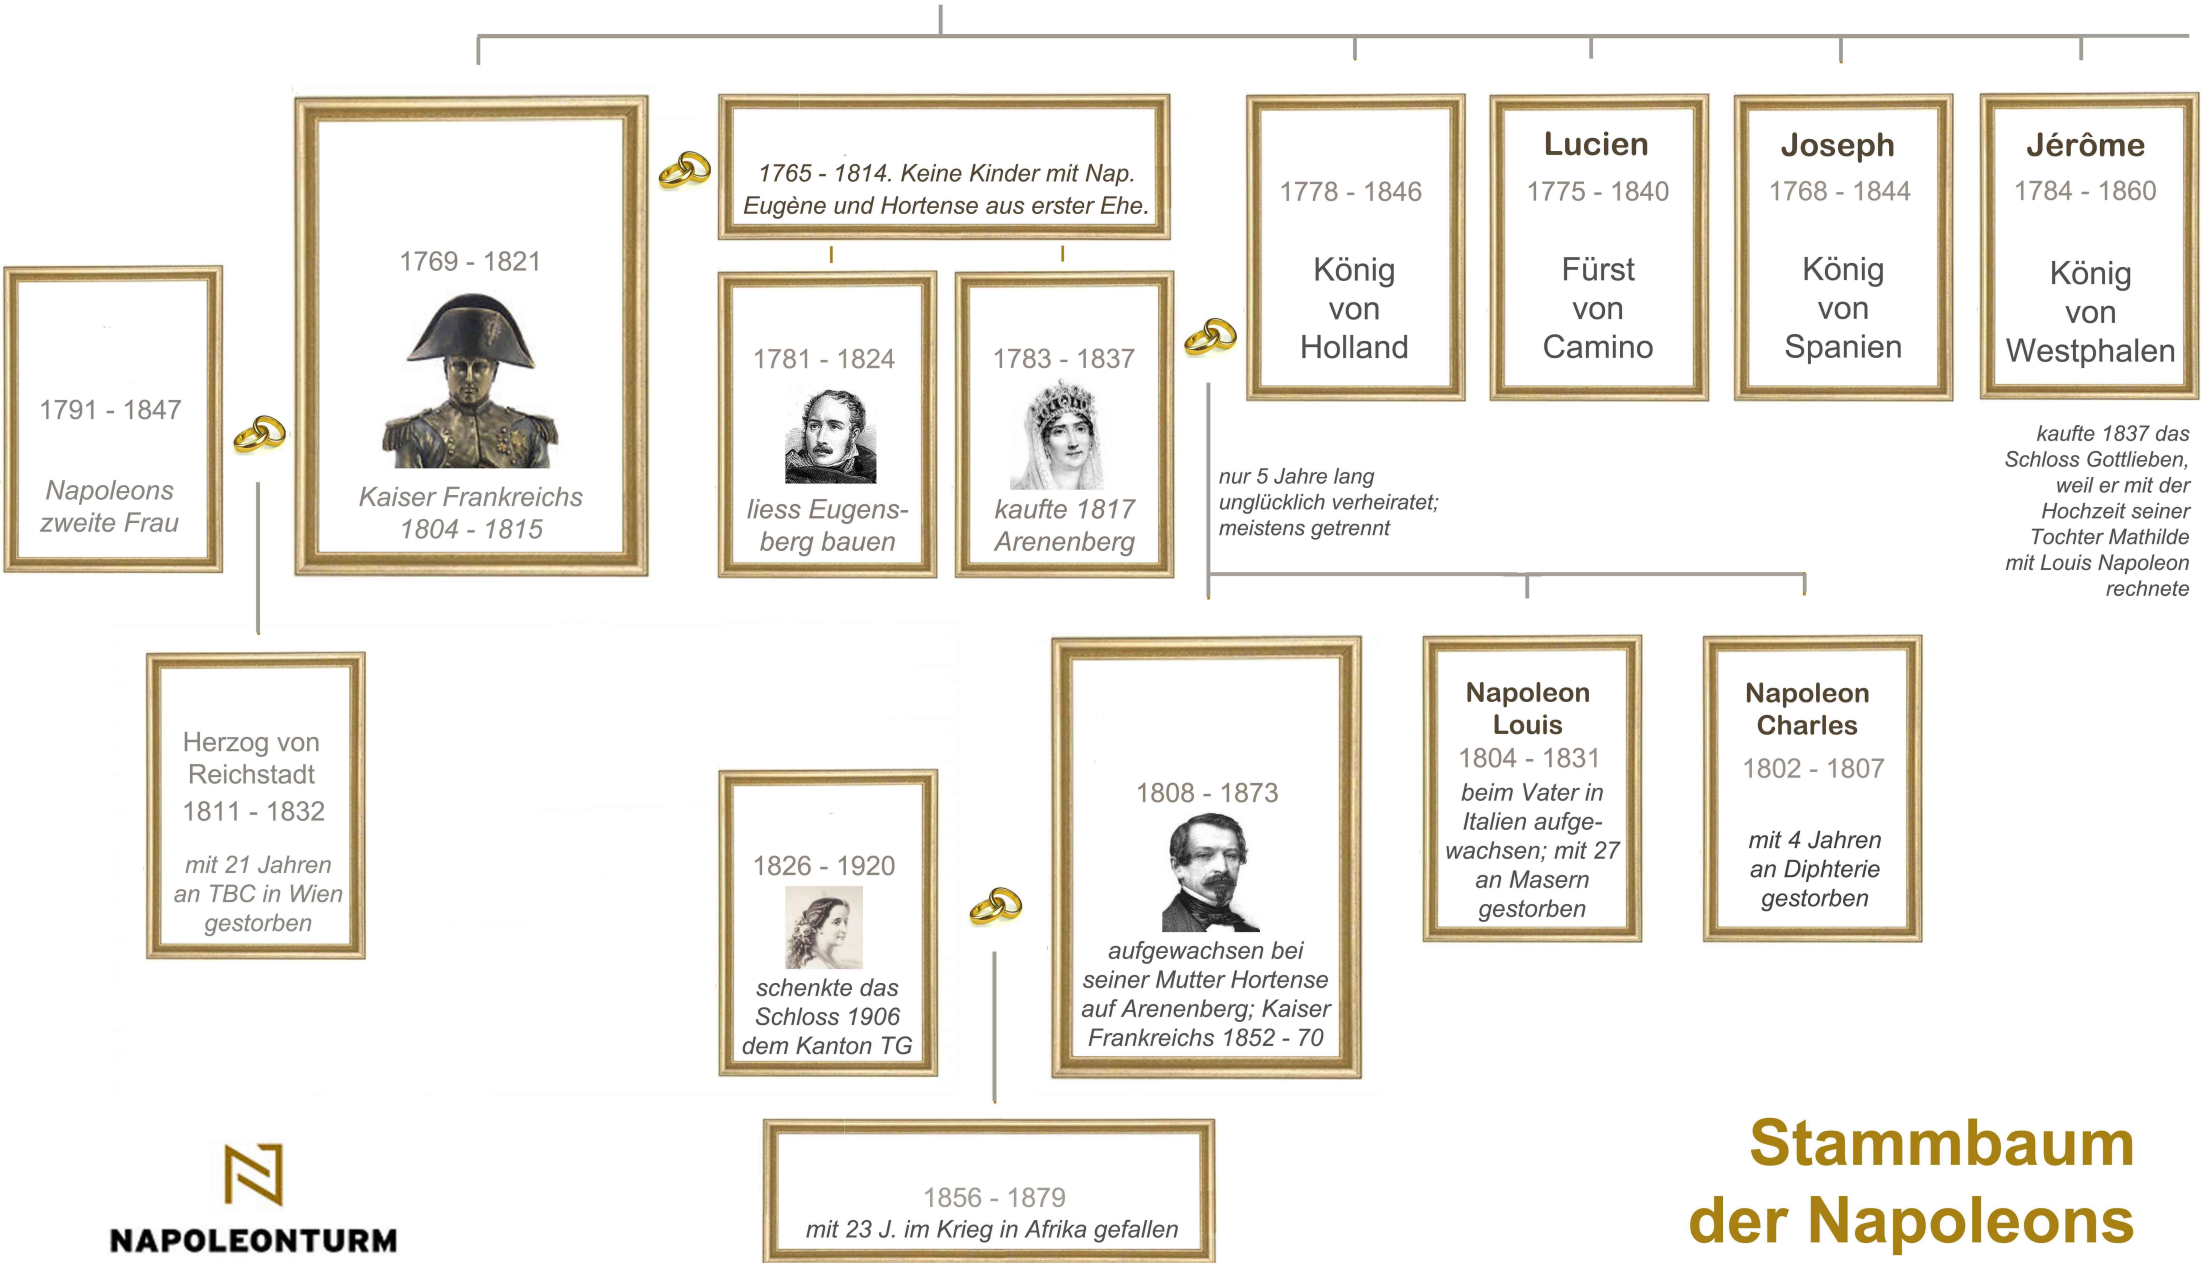 1769 - 1821
Kaiser Frankreichs
1804 - 1815
1765 - 1814. Keine Kinder mit Nap.
Eugène und Hortense aus erster Ehe.
1778 - 1846
König
von
Holland
Lucien
1775 - 1840
Fürst
von
Camino
Joseph
1768 - 1844
König
von
Spanien
Jérôme
1784 - 1860
König
von
Westphalen
1791 - 1847
Napoleons
zweite Frau
1781 - 1824
liess Eugens-
berg bauen
1783 - 1837
kaufte 1817
Arenenberg
nur 5 Jahre lang
unglücklich verheiratet;
meistens getrennt
kaufte 1837 das
Schloss Gottlieben,
weil er mit der
Hochzeit seiner
Tochter Mathilde
mit Louis Napoleon
rechnete
Herzog von
Reichstadt
1811 - 1832
mit 21 Jahren
an TBC in Wien
gestorben
1826 - 1920
schenkte das
Schloss 1906
dem Kanton TG
1808 - 1873
aufgewachsen bei
seiner Mutter Hortense
auf Arenenberg; Kaiser
Frankreichs 1852 - 70
Napoleon
Louis
1804 - 1831
beim Vater in
Italien aufge-
wachsen; mit 27
an Masern
gestorben
Napoleon
Charles
1802 - 1807
mit 4 Jahren
an Diphterie
gestorben
1856 - 1879
mit 23 J. im Krieg in Afrika gefallen
NAPOLEONTURM
Stammbaum
der Napoleons